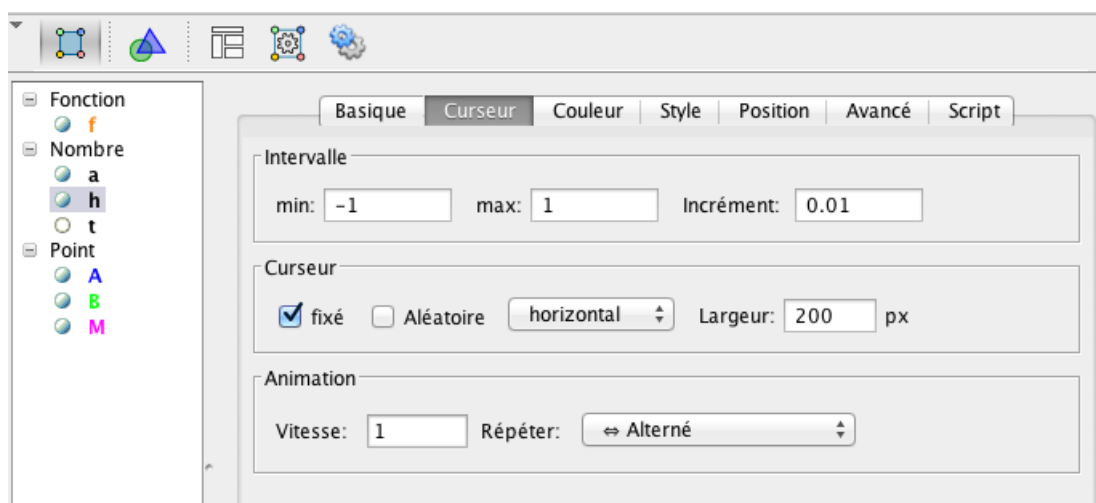 Fonction
f
Nombre
a
h
t
Point
A
B
M
Basique Curseur Couleur Style Position Avancé Script
Intervalle
min: -1 max: 1 Incrément: 0.01
Curseur
fixé Aléatoire horizontal Largeur: 200 px
Animation
Vitesse: 1 Répéter: ⇔ Alterné